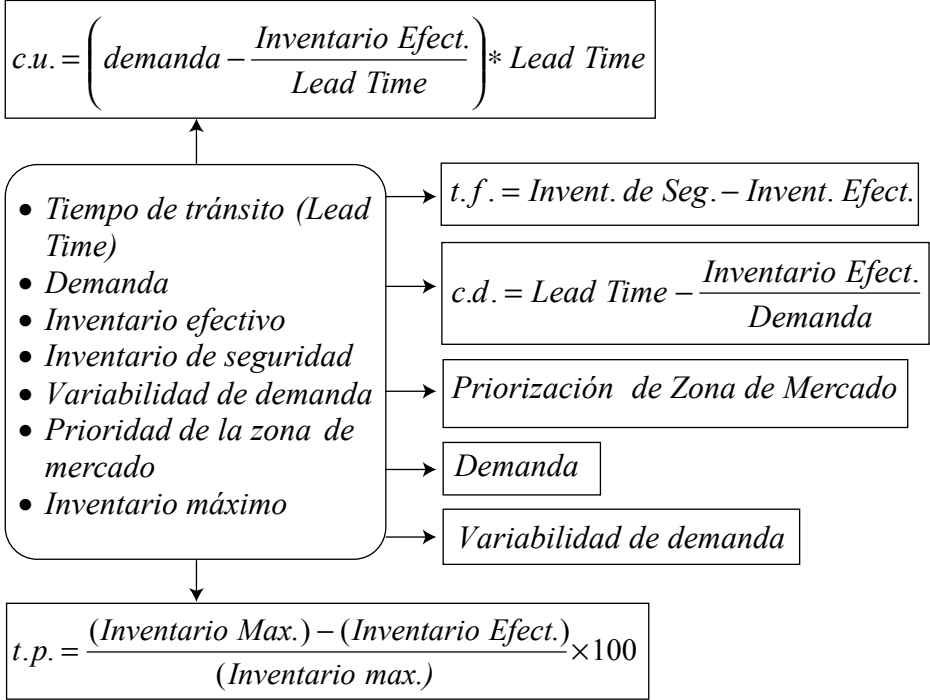 c.u. = ( demanda − Inventario Efect. / Lead Time ) * Lead Time
• Tiempo de tránsito (Lead
Time)
• Demanda
• Inventario efectivo
• Inventario de seguridad
• Variabilidad de demanda
• Prioridad de la zona de
mercado
• Inventario máximo
t.f. = Invent. de Seg. − Invent. Efect.
c.d. = Lead Time − Inventario Efect. / Demanda
Priorización de Zona de Mercado
Demanda
Variabilidad de demanda
t.p. = (Inventario Max.) − (Inventario Efect.) / (Inventario max.) ×100